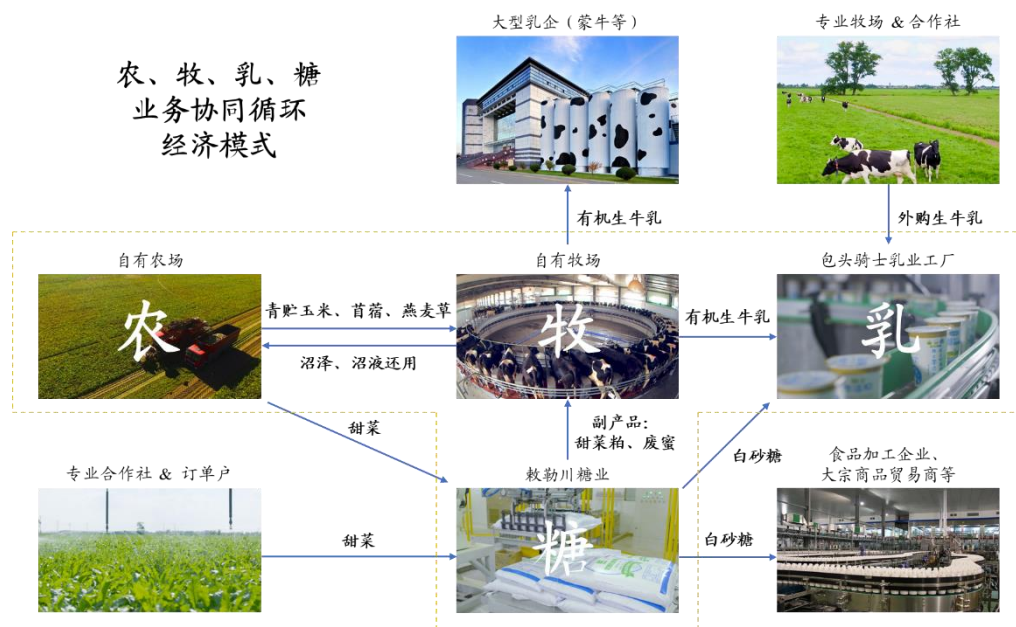 农、牧、乳、糖
业务协同循环
经济模式
大型乳企（蒙牛等）
专业牧场 & 合作社
有机生牛乳
外购生牛乳
自有农场
自有牧场
包头骑士乳业工厂
农
青贮玉米、苜蓿、燕麦草
沼泽、沼液还用
牧
有机生牛乳
乳
甜菜
副产品：
甜菜粕、废蜜
白砂糖
专业合作社 & 订单户
敕勒川糖业
食品加工企业、
大宗商品贸易商等
甜菜
糖
白砂糖